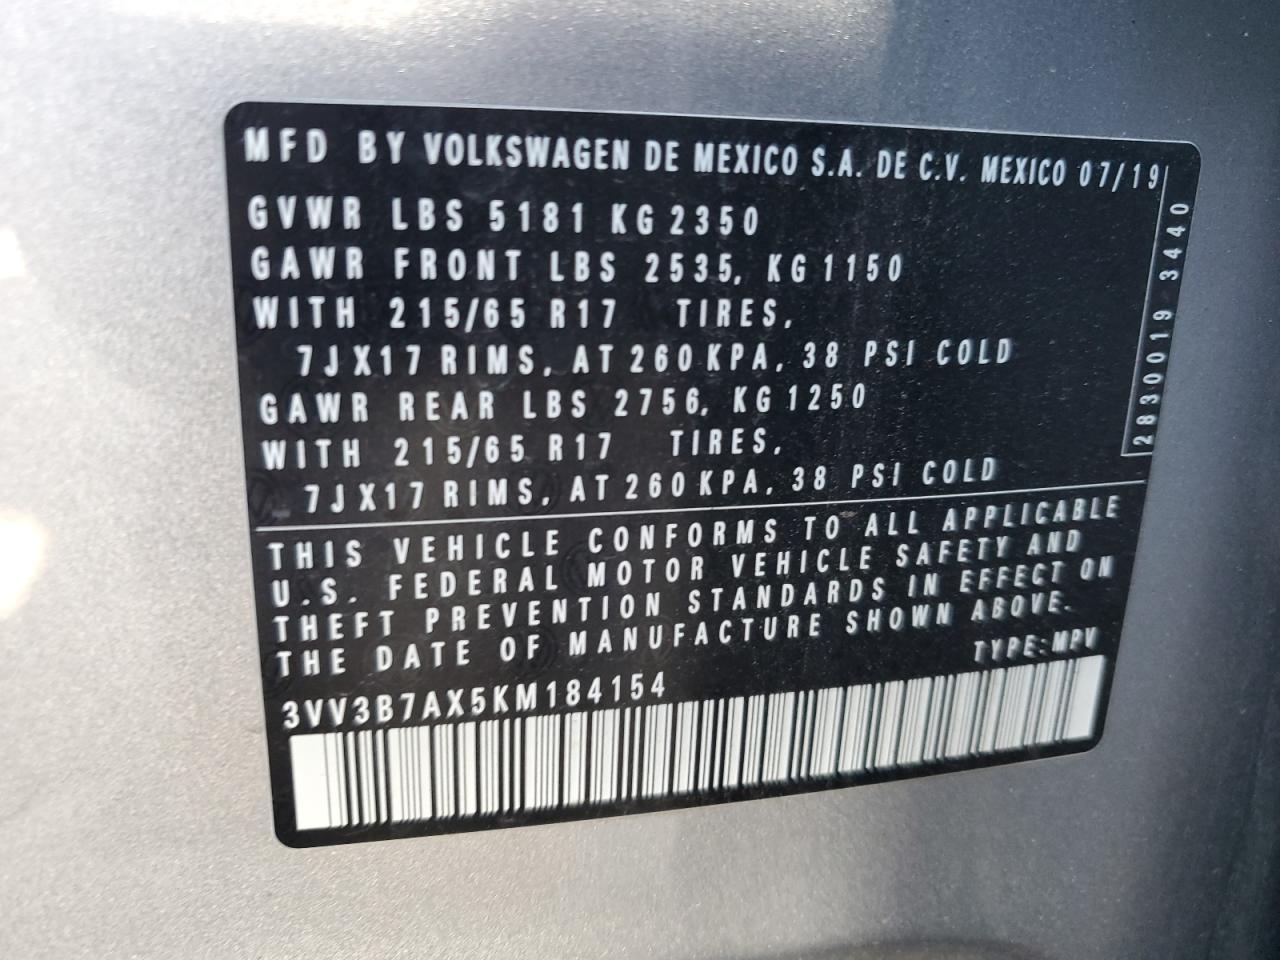 MFD BY VOLKSWAGEN DE MEXICO S.A. DE C.V. MEXICO 07/19
GVWR LBS 5181 KG 2350
GAWR FRONT LBS 2535, KG 1150
WITH 215/65 R17 TIRES,
7JX17 RIMS, AT 260 KPA, 38 PSI COLD
GAWR REAR LBS 2756, KG 1250
WITH 215/65 R17 TIRES,
7JX17 RIMS, AT 260 KPA, 38 PSI COLD
2830019 3440
THIS VEHICLE CONFORMS TO ALL APPLICABLE
U.S. FEDERAL MOTOR VEHICLE SAFETY AND
THEFT PREVENTION STANDARDS IN EFFECT ON
THE DATE OF MANUFACTURE SHOWN ABOVE.
TYPE:MPV
3VV3B7AX5KM184154